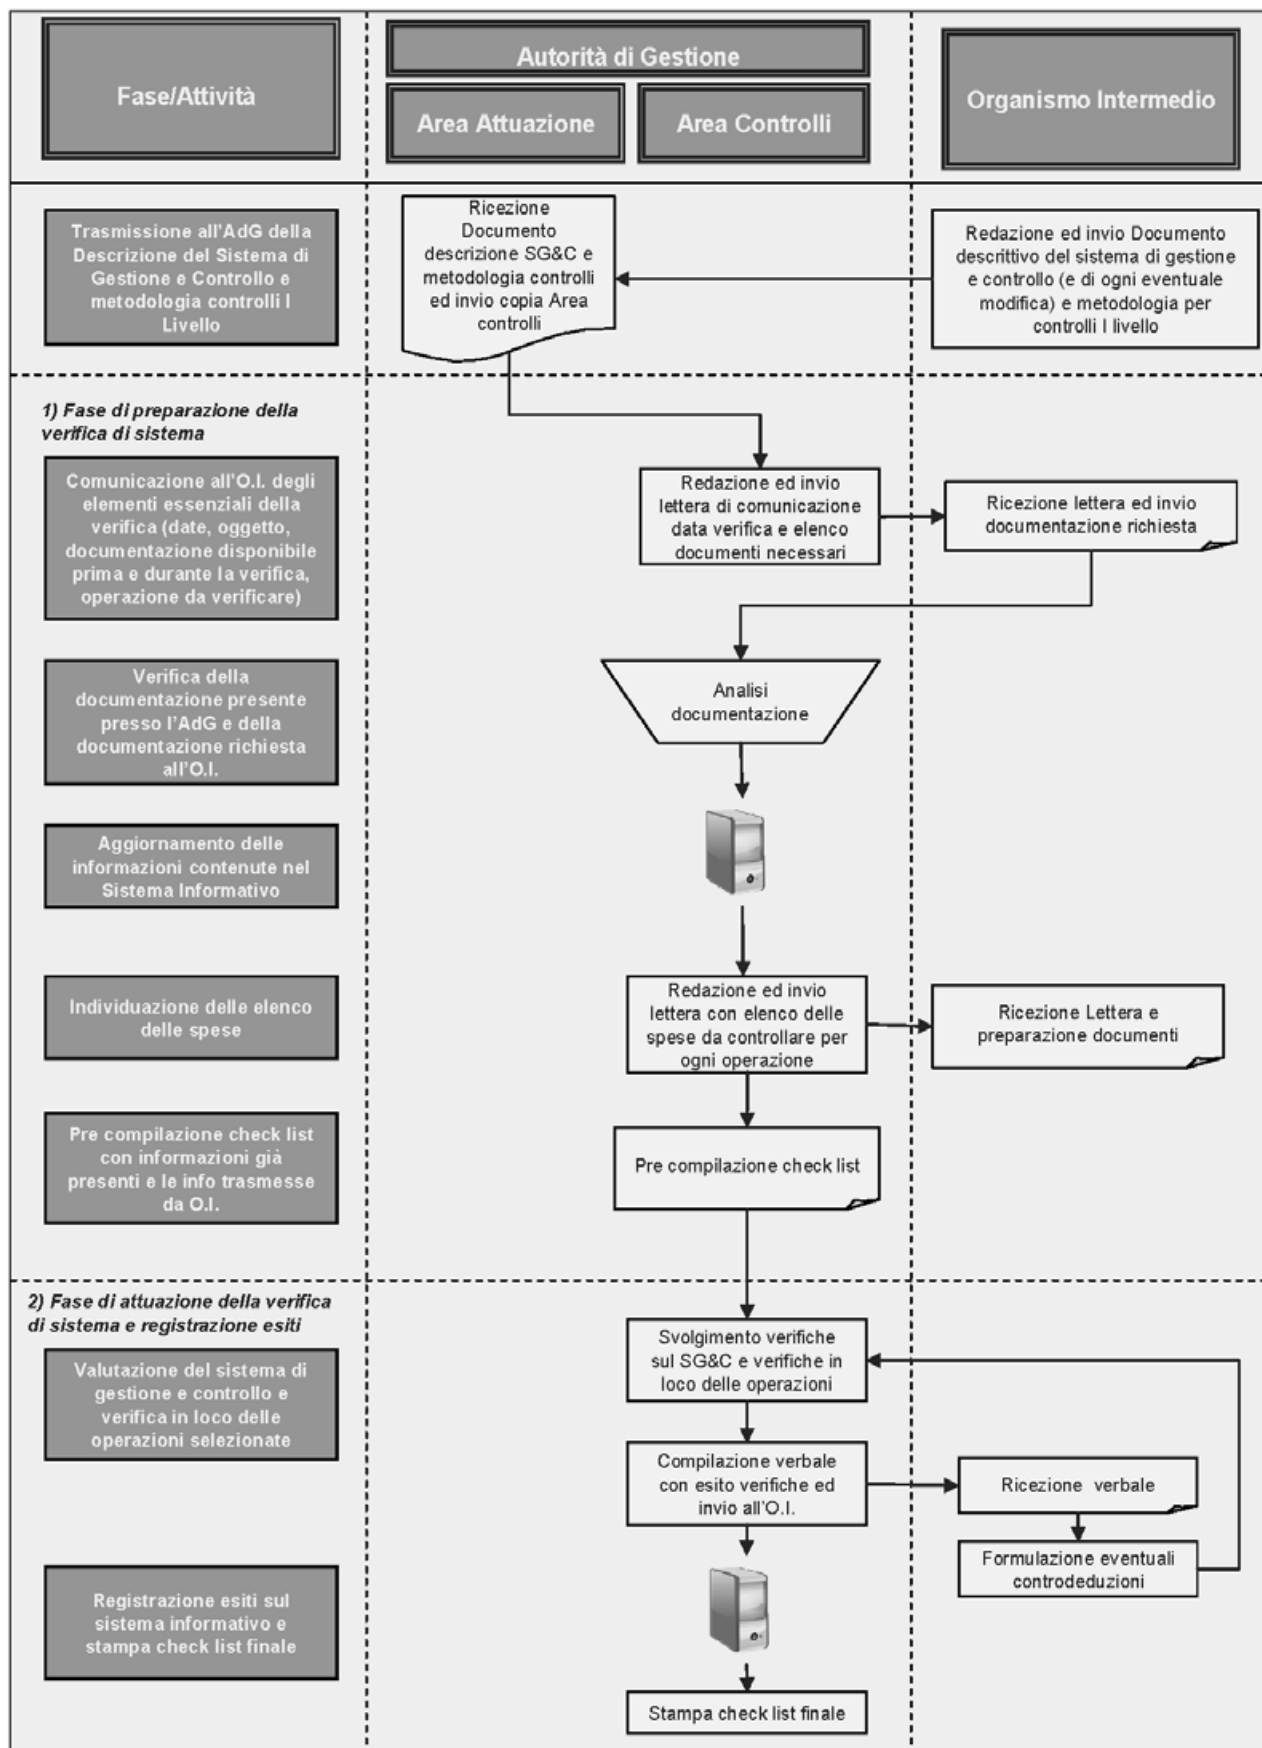 Fase/Attività
Autorità di Gestione
Area Attuazione
Area Controlli
Organismo Intermedio
Trasmissione all'AdG della
Descrizione del Sistema di
Gestione e Controllo e
metodologia controlli I
Livello
Ricezione
Documento
descrizione SG&C e
metodologia controlli
ed invio copia Area
controlli
Redazione ed invio Documento
descrittivo del sistema di gestione
e controllo (e di ogni eventuale
modifica) e metodologia per
controlli I livello
1) Fase di preparazione della
verifica di sistema
Comunicazione all'O.I. degli
elementi essenziali della
verifica (date, oggetto,
documentazione disponibile
prima e durante la verifica,
operazione da verificare)
Redazione ed invio
lettera di comunicazione
data verifica e elenco
documenti necessari
Ricezione lettera ed invio
documentazione richiesta
Verifica della
documentazione presente
presso l'AdG e della
documentazione richiesta
all'O.I.
Analisi
documentazione
Aggiornamento delle
informazioni contenute nel
Sistema Informativo
Individuazione delle elenco
delle spese
Redazione ed invio
lettera con elenco delle
spese da controllare per
ogni operazione
Ricezione Lettera e
preparazione documenti
Pre compilazione check list
con informazioni già
presenti e le info trasmesse
da O.I.
Pre compilazione check list
2) Fase di attuazione della verifica
di sistema e registrazione esiti
Valutazione del sistema di
gestione e controllo e
verifica in loco delle
operazioni selezionate
Svolgimento verifiche
sul SG&C e verifiche in
loco delle operazioni
Compilazione verbale
con esito verifiche ed
invio all'O.I.
Ricezione verbale
Formulazione eventuali
controdeduzioni
Registrazione esiti sul
sistema informativo e
stampa check list finale
Stampa check list finale